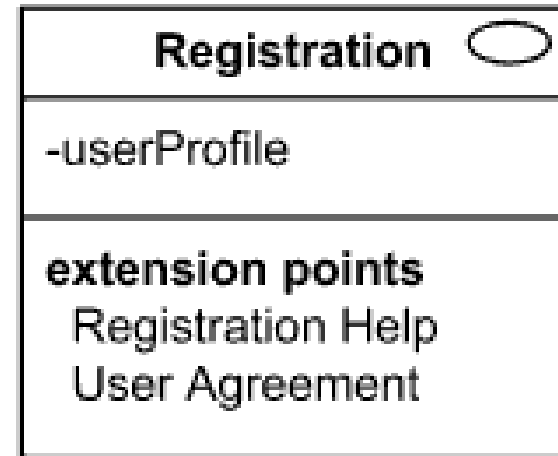 Registration
-userProfile
extension points
Registration Help
User Agreement